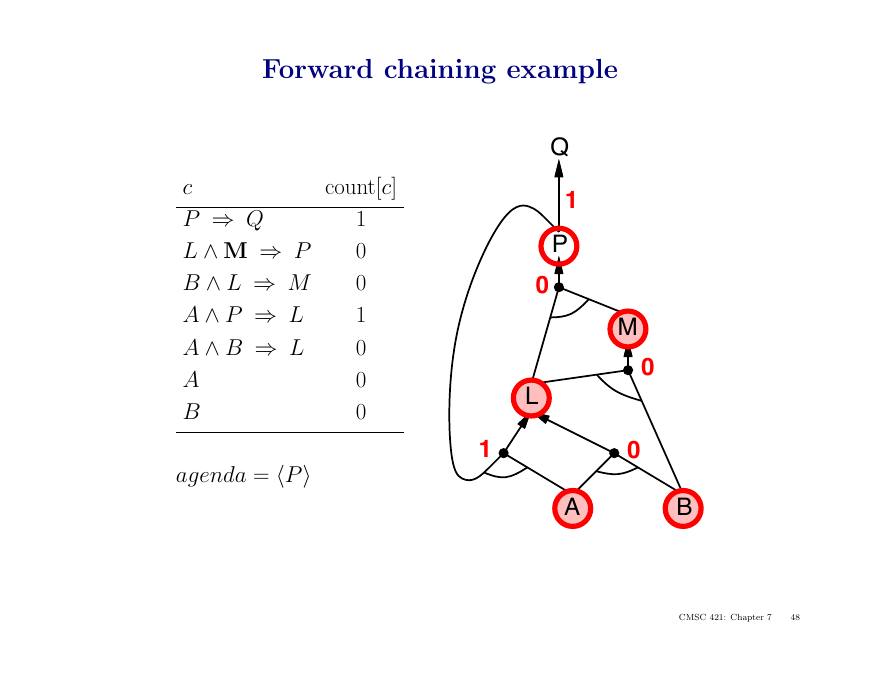 Forward chaining example
c count[c]
P ⇒ Q 1
L ∧ M ⇒ P 0
B ∧ L ⇒ M 0
A ∧ P ⇒ L 1
A ∧ B ⇒ L 0
A 0
B 0
agenda = ⟨P⟩
Q
1
P
0
M
0
L
1
0
A
B
CMSC 421: Chapter 7 48